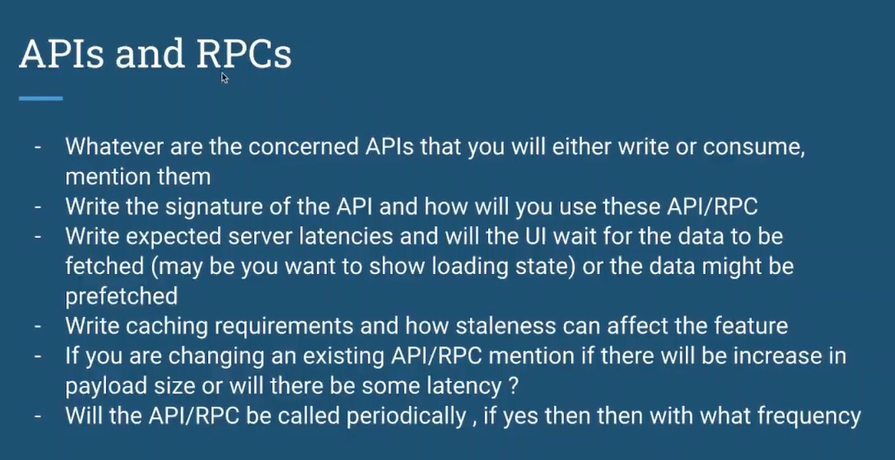 APIs and RPCs
- Whatever are the concerned APIs that you will either write or consume,
mention them
- Write the signature of the API and how will you use these API/RPC
- Write expected server latencies and will the UI wait for the data to be
fetched (may be you want to show loading state) or the data might be
prefetched
- Write caching requirements and how staleness can affect the feature
- If you are changing an existing API/RPC mention if there will be increase in
payload size or will there be some latency ?
- Will the API/RPC be called periodically , if yes then then with what frequency